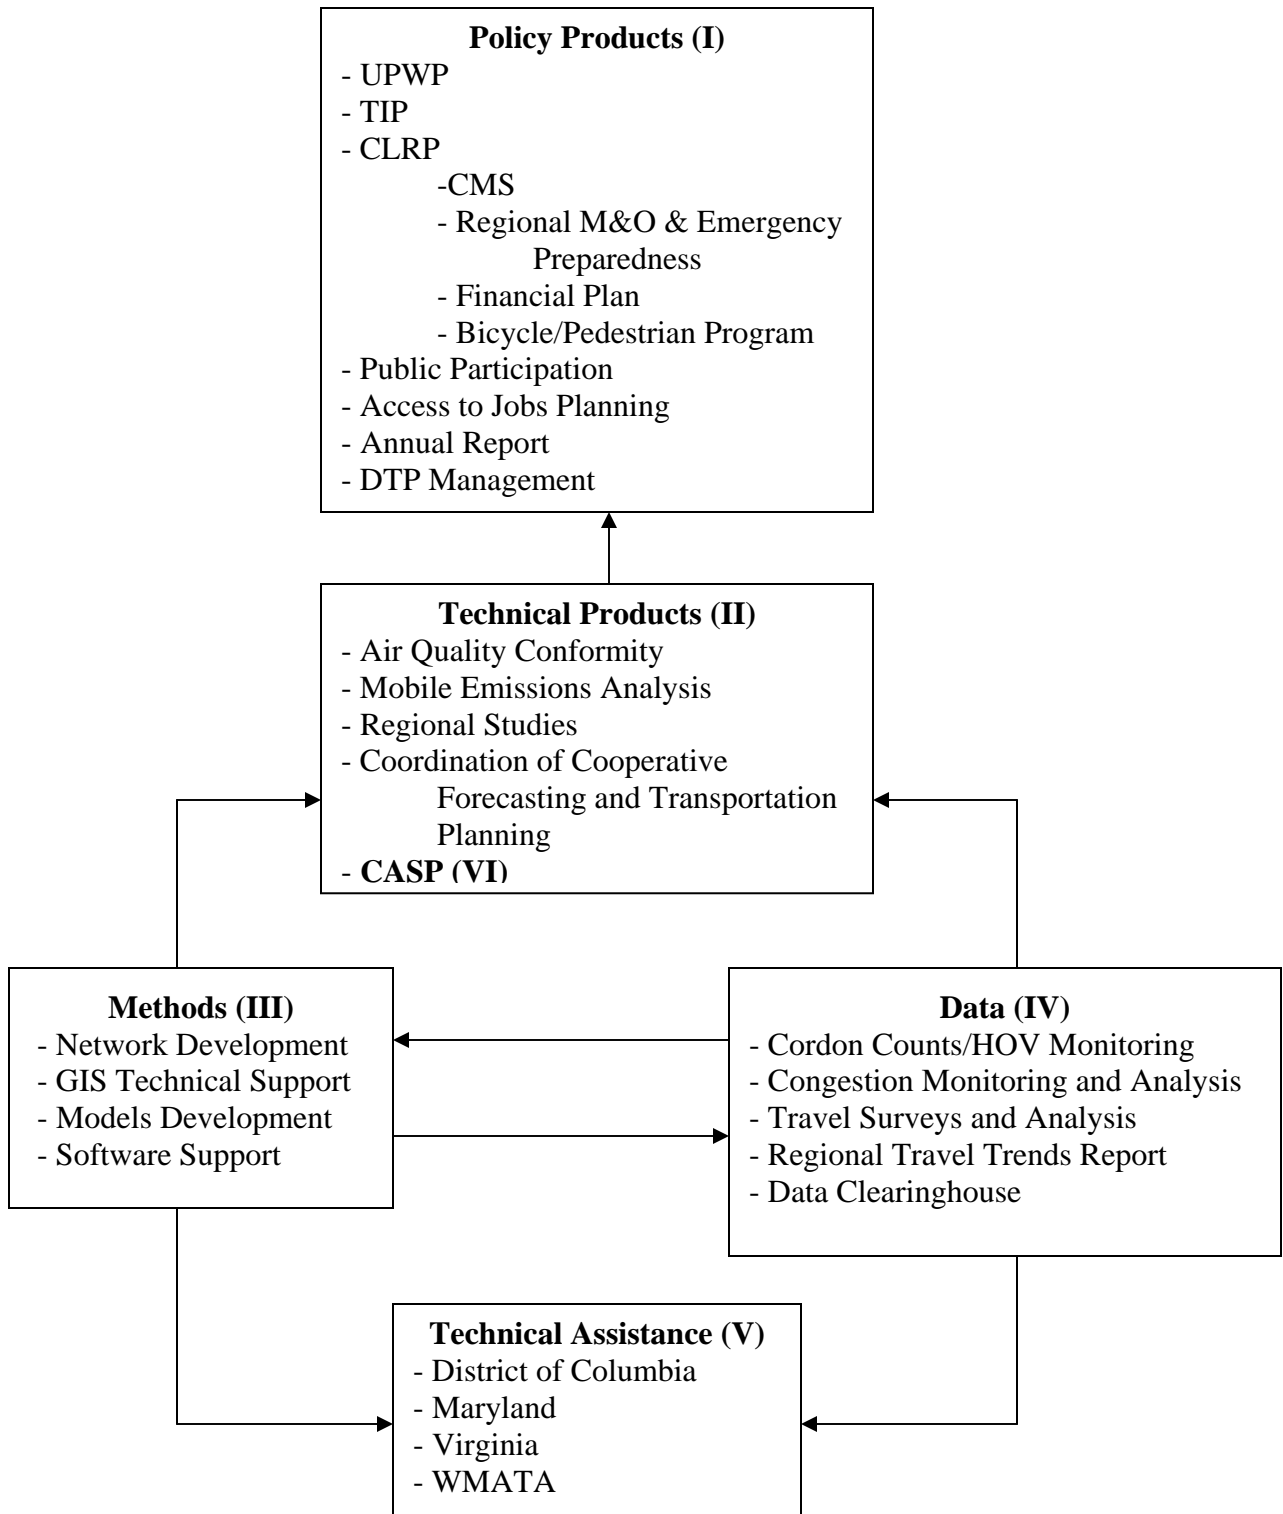 Policy Products (I)
- UPWP
- TIP
- CLRP
-CMS
- Regional M&O & Emergency
Preparedness
- Financial Plan
- Bicycle/Pedestrian Program
- Public Participation
- Access to Jobs Planning
- Annual Report
- DTP Management
Technical Products (II)
- Air Quality Conformity
- Mobile Emissions Analysis
- Regional Studies
- Coordination of Cooperative
Forecasting and Transportation
Planning
- CASP (VI)
Methods (III)
- Network Development
- GIS Technical Support
- Models Development
- Software Support
Data (IV)
- Cordon Counts/HOV Monitoring
- Congestion Monitoring and Analysis
- Travel Surveys and Analysis
- Regional Travel Trends Report
- Data Clearinghouse
Technical Assistance (V)
- District of Columbia
- Maryland
- Virginia
- WMATA